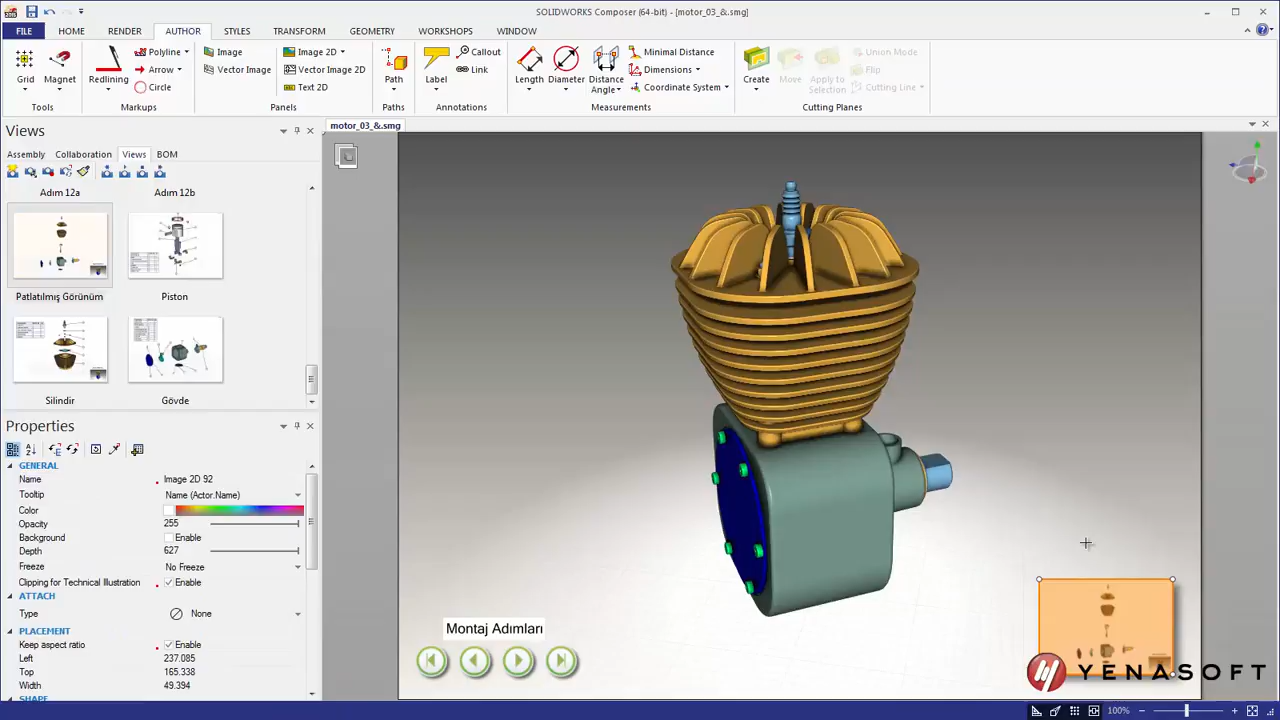 SOLIDWORKS Composer (64-bit) - [motor_03_&.smg]
FILE HOME RENDER AUTHOR STYLES TRANSFORM GEOMETRY WORKSHOPS WINDOW
Polyline Image Image 2D Callout Minimal Distance Union Mode
Arrow Vector Image Vector Image 2D Link Dimensions Flip
Grid Magnet Redlining Circle Text 2D Path Label Length Diameter Distance Angle Coordinate System Create Move Apply to Selection Cutting Line
Tools Markups Panels Paths Annotations Measurements Cutting Planes
Views
motor_03_&.smg
Assembly Collaboration Views BOM
Adım 12a Adım 12b
Patlatılmış Görünüm Piston
Silindir Gövde
Properties
GENERAL
Name Image 2D 92
Tooltip Name (Actor.Name)
Color
Opacity 255
Background Enable
Depth 627
Freeze No Freeze
Clipping for Technical Illustration Enable
ATTACH
Type None
PLACEMENT
Keep aspect ratio Enable
Left 237.085
Top 165.338
Width 49.394
SHAPE
Montaj Adımları
YENASOFT
100%